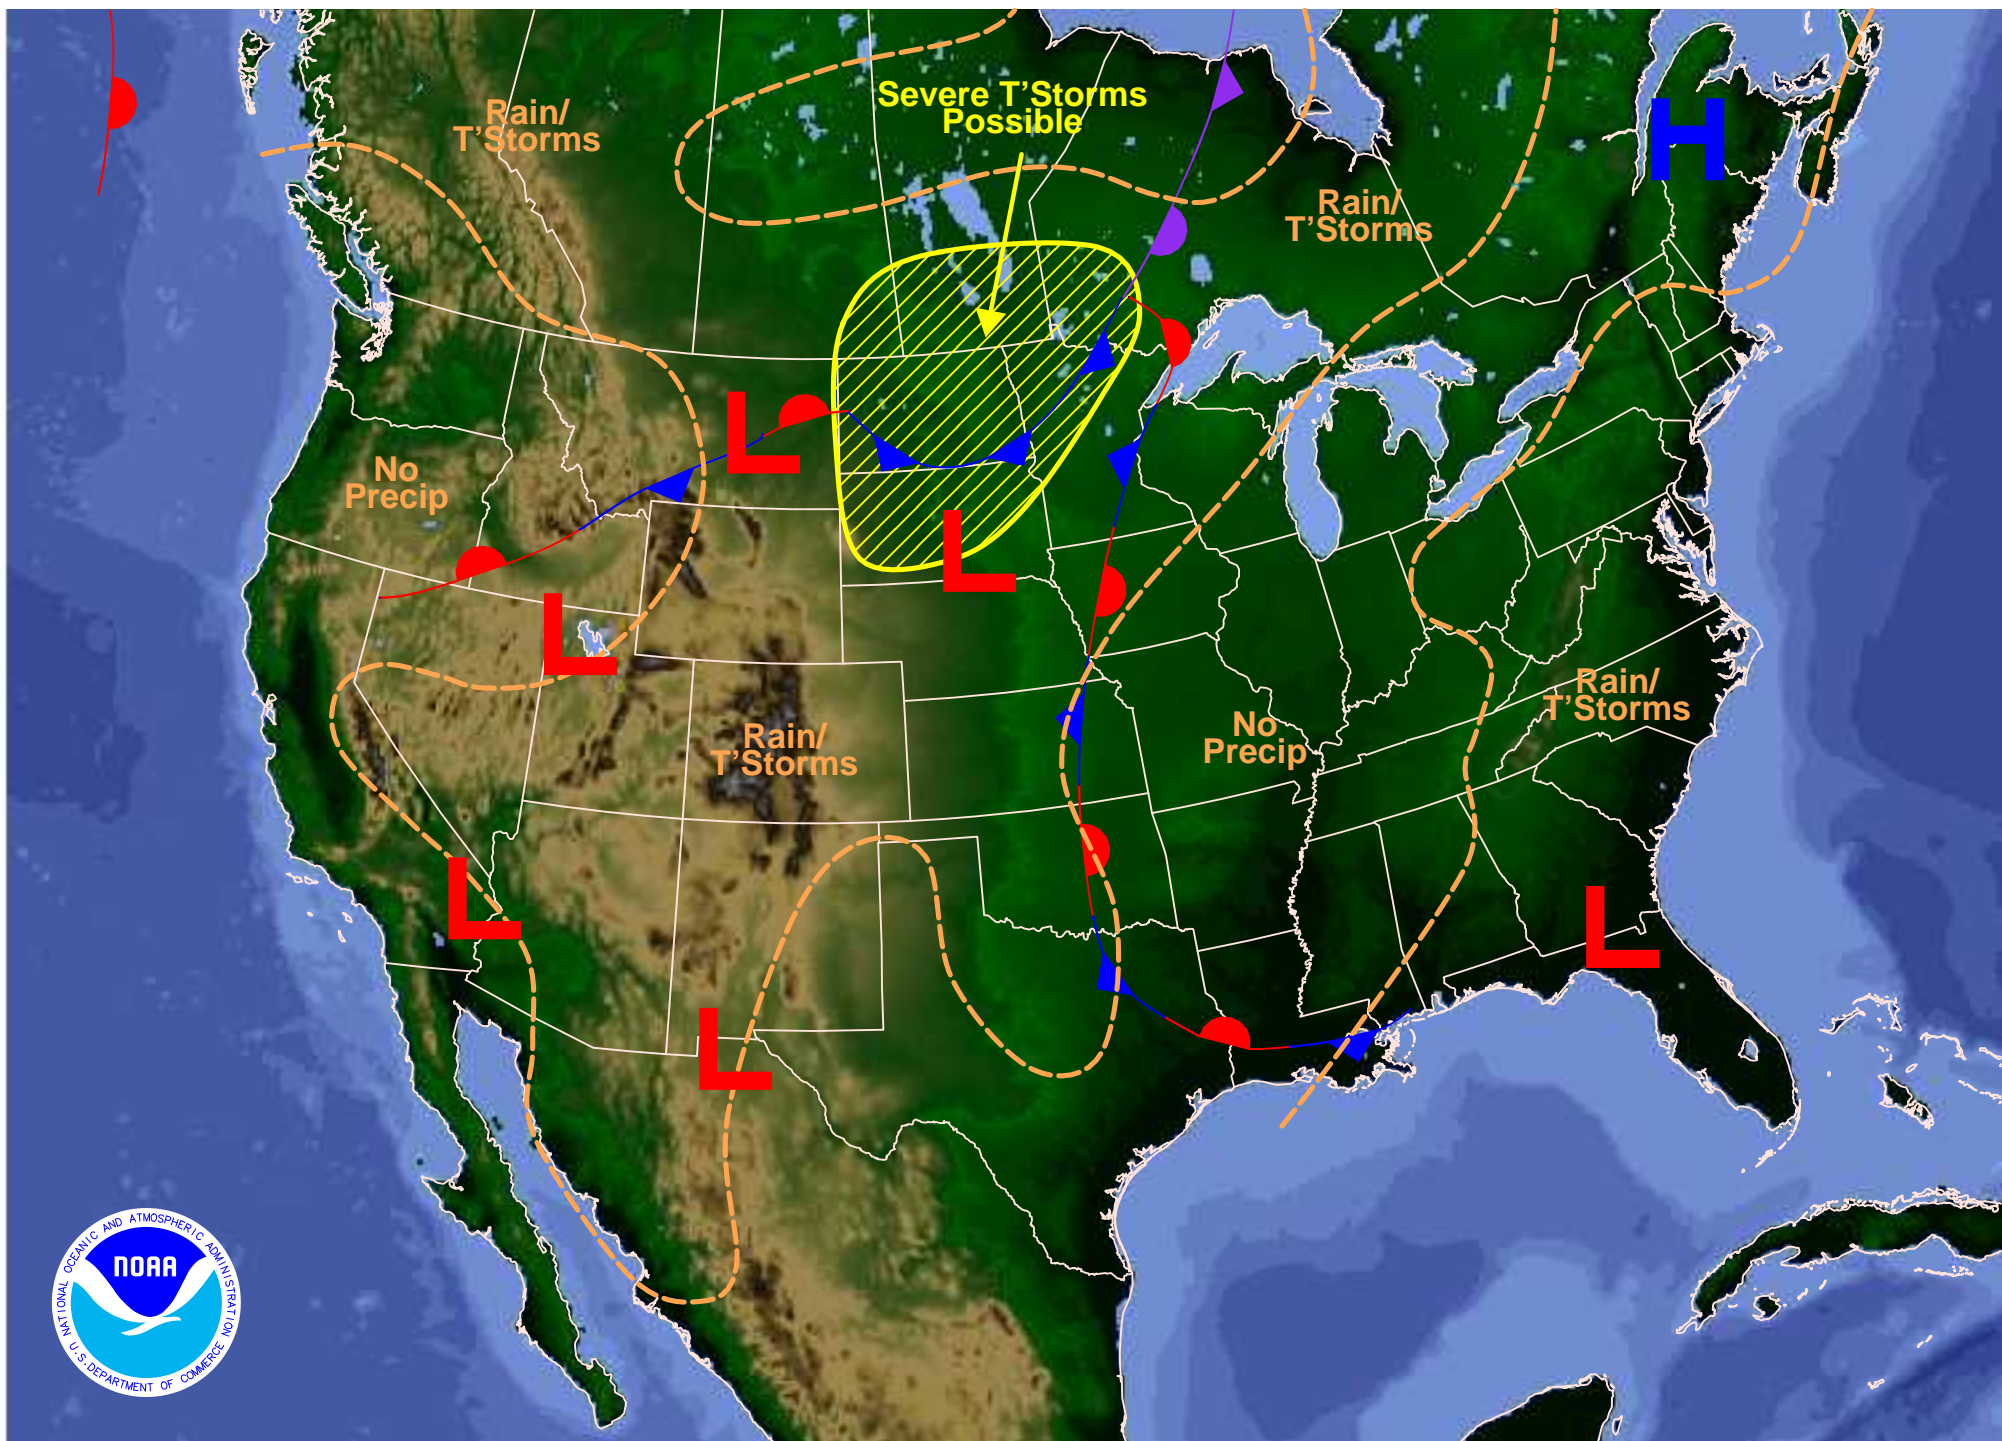 Severe T'Storms
Possible
Rain/
T'Storms
H
Rain/
T'Storms
L
No
Precip
L
L
Rain/
T'Storms
No
Precip
Rain/
T'Storms
L
L
L
NATIONAL OCEANIC AND ATMOSPHERIC ADMINISTRATION
NOAA
U.S. DEPARTMENT OF COMMERCE